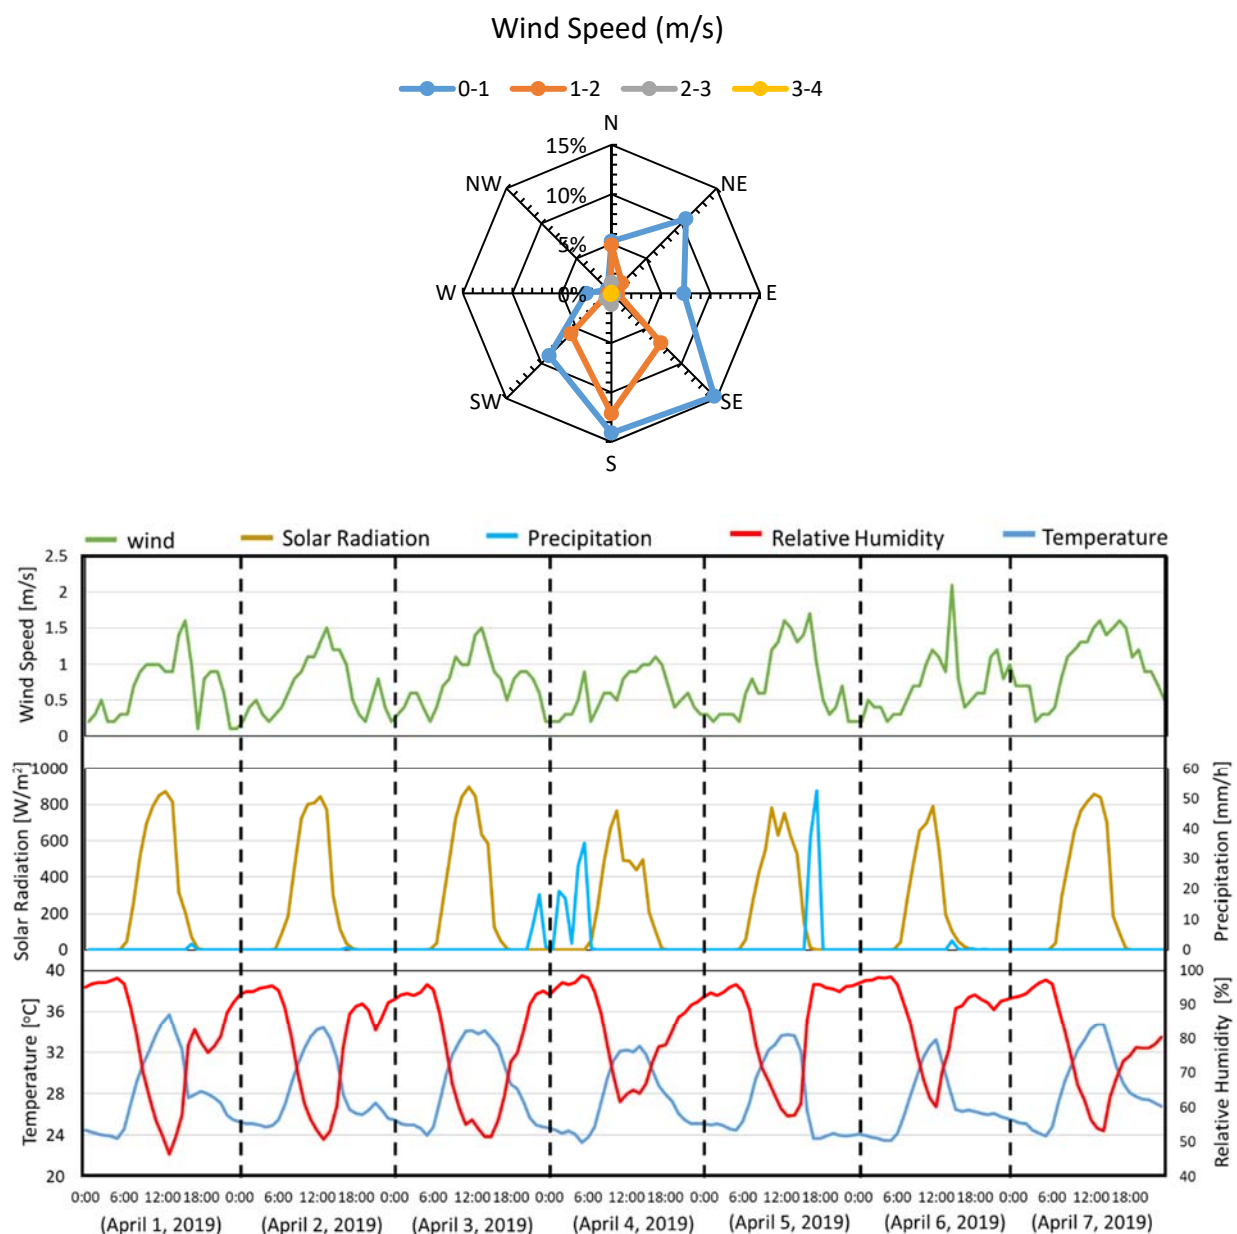 Wind Speed (m/s)
0-1 1-2 2-3 3-4
N
15%
NW NE
10%
5%
W 0% E
SW SE
S
wind Solar Radiation Precipitation Relative Humidity Temperature
Wind Speed [m/s]
2.5
2
1.5
1
0.5
0
Solar Radiation [W/m²]
1000
800
600
400
200
0
Precipitation [mm/h]
60
50
40
30
20
10
0
Temperature [°C]
40
36
32
28
24
20
Relative Humidity [%]
100
90
80
70
60
50
40
0:00 6:00 12:00 18:00 0:00 6:00 12:00 18:00 0:00 6:00 12:00 18:00 0:00 6:00 12:00 18:00 0:00 6:00 12:00 18:00 0:00 6:00 12:00 18:00 0:00 6:00 12:00 18:00
(April 1, 2019) (April 2, 2019) (April 3, 2019) (April 4, 2019) (April 5, 2019) (April 6, 2019) (April 7, 2019)